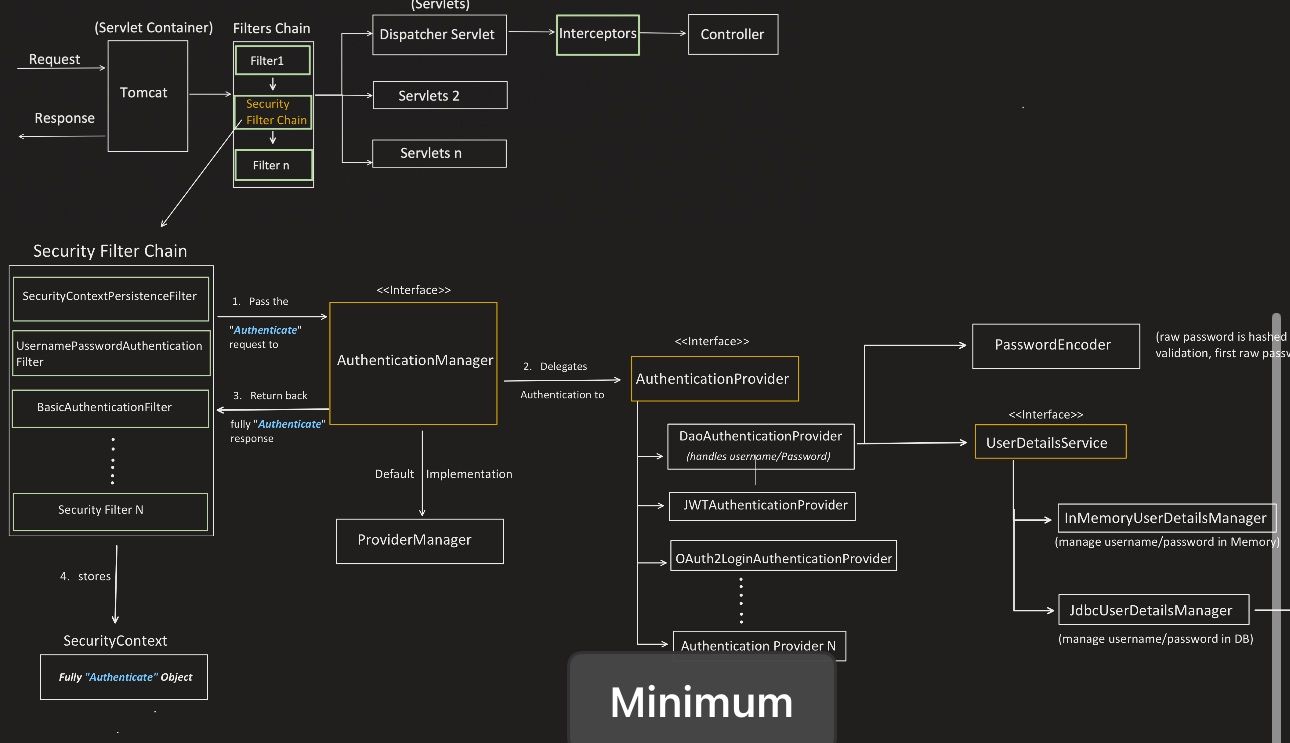 (Servlets)
(Servlet Container)
Filters Chain
Request
Response
Tomcat
Filter1
Security
Filter Chain
Filter n
Dispatcher Servlet
Interceptors
Controller
Servlets 2
Servlets n
Security Filter Chain
SecurityContextPersistenceFilter
UsernamePasswordAuthentication
Filter
BasicAuthenticationFilter
Security Filter N
1. Pass the
"Authenticate"
request to
3. Return back
fully "Authenticate"
response
<<Interface>>
AuthenticationManager
Default Implementation
ProviderManager
2. Delegates
Authentication to
<<Interface>>
AuthenticationProvider
DaoAuthenticationProvider
(handles username/Password)
JWTAuthenticationProvider
OAuth2LoginAuthenticationProvider
Authentication Provider N
PasswordEncoder
(raw password is hashed
validation, first raw
<<Interface>>
UserDetailsService
InMemoryUserDetailsManager
(manage username/password in Memory)
JdbcUserDetailsManager
(manage username/password in DB)
4. stores
SecurityContext
Fully "Authenticate" Object
Minimum